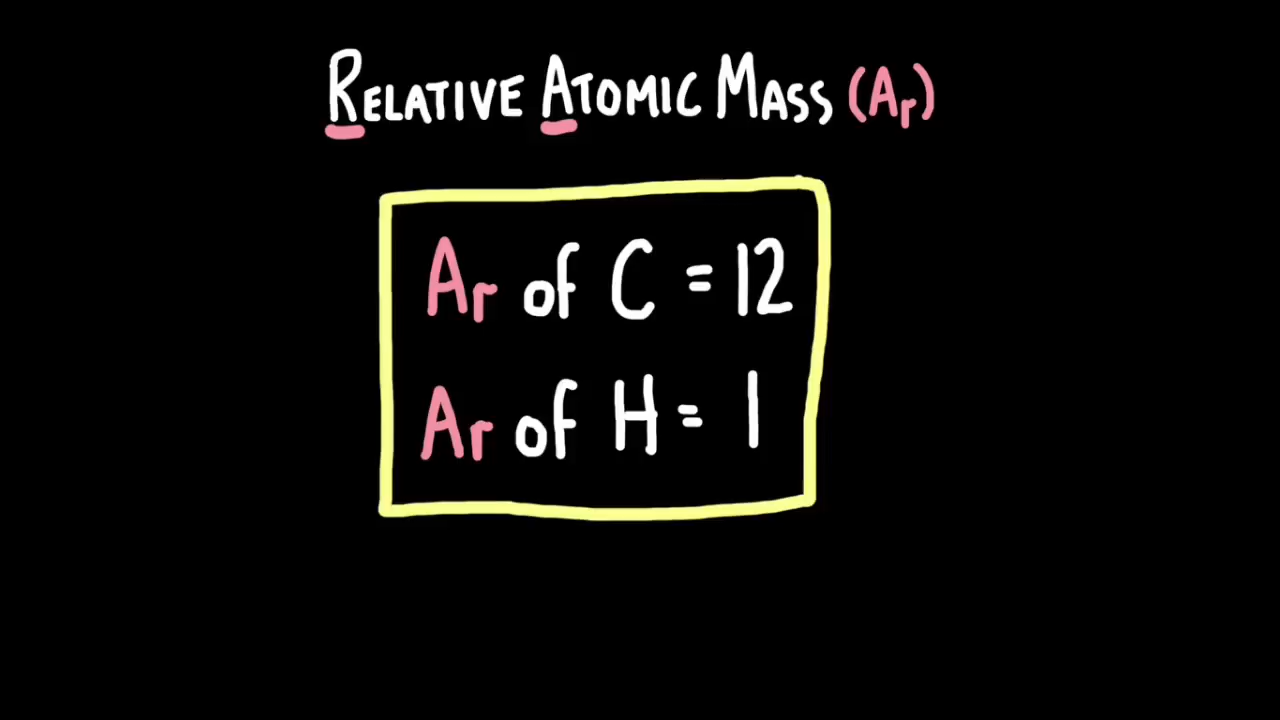 RELATIVE ATOMIC MASS (Ar)
Ar of C = 12
Ar of H = 1